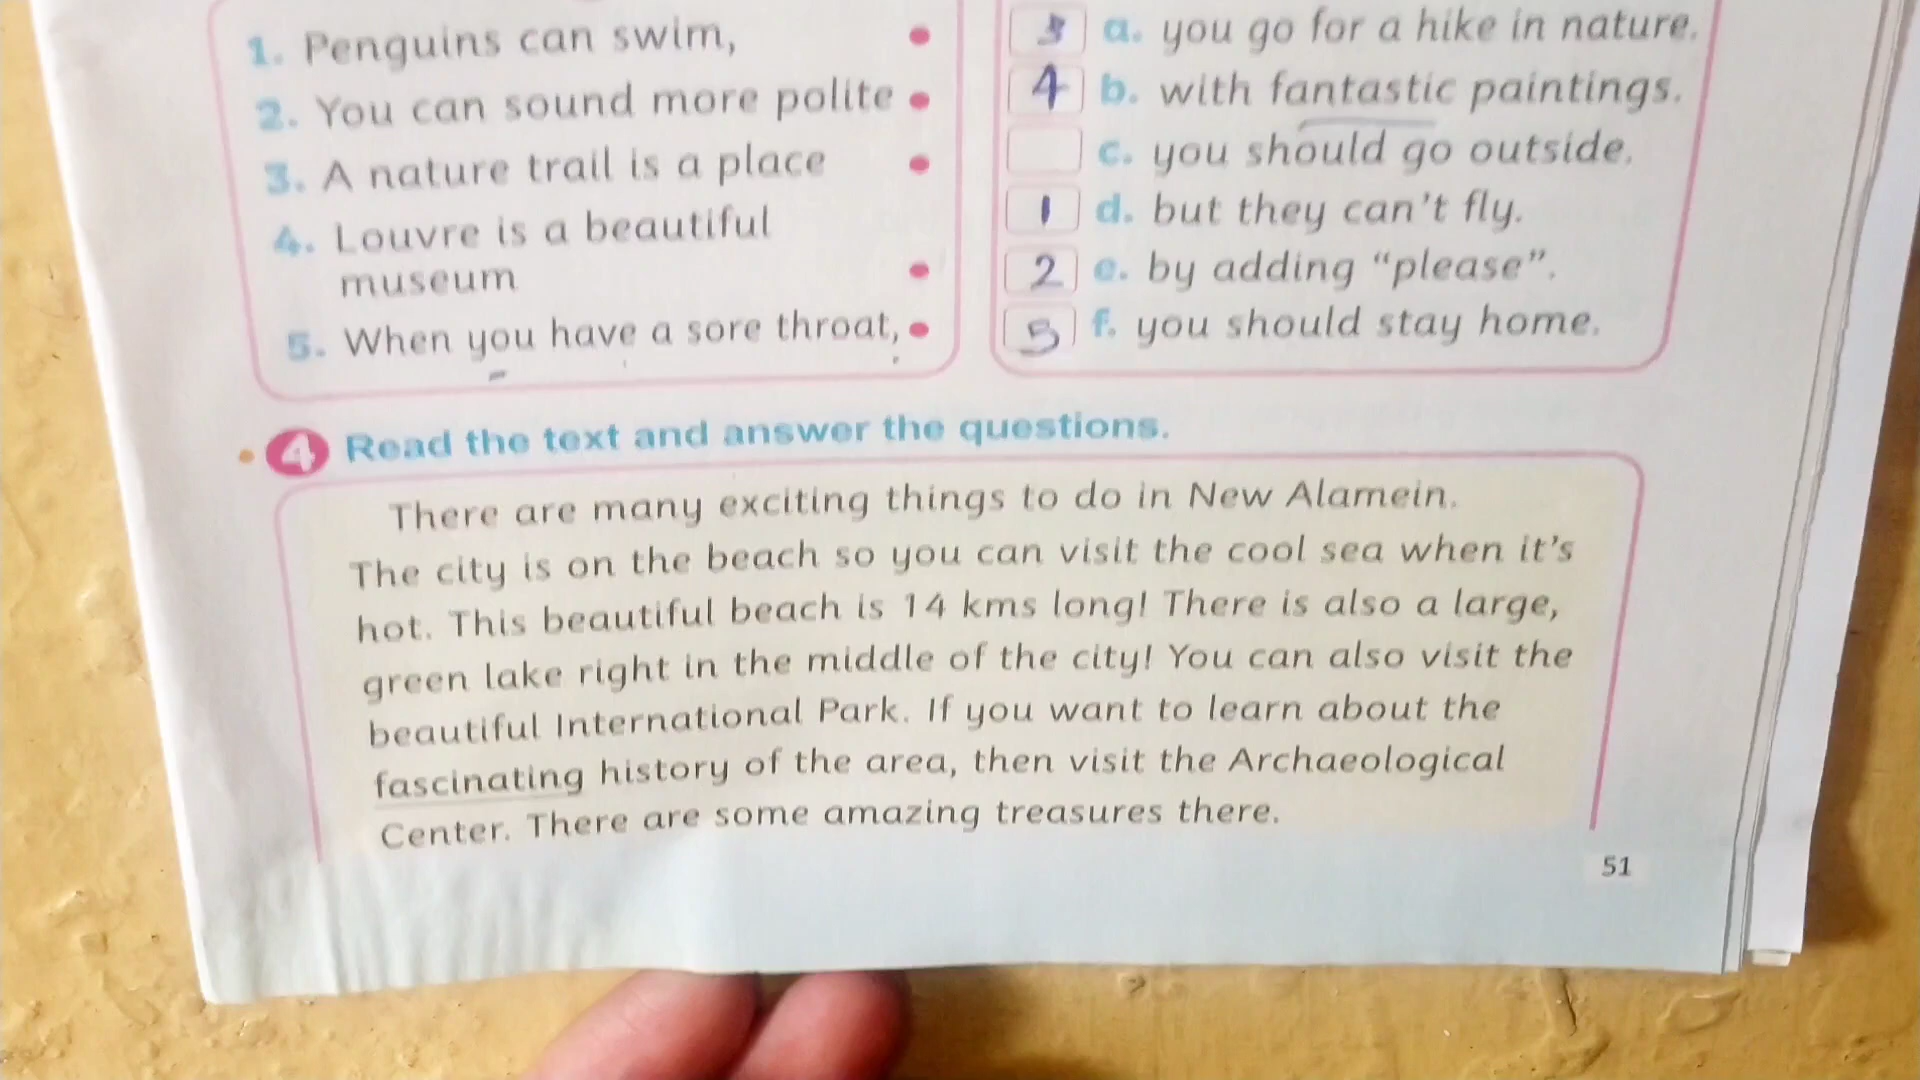 1. Penguins can swim,
2. You can sound more polite
3. A nature trail is a place
4. Louvre is a beautiful
museum
5. When you have a sore throat,
3 a. you go for a hike in nature.
4 b. with fantastic paintings.
c. you should go outside.
1 d. but they can't fly.
2 e. by adding “please”.
5 f. you should stay home.
4 Read the text and answer the questions.
There are many exciting things to do in New Alamein.
The city is on the beach so you can visit the cool sea when it's
hot. This beautiful beach is 14 kms long! There is also a large,
green lake right in the middle of the city! You can also visit the
beautiful International Park. If you want to learn about the
fascinating history of the area, then visit the Archaeological
Center. There are some amazing treasures there.
51